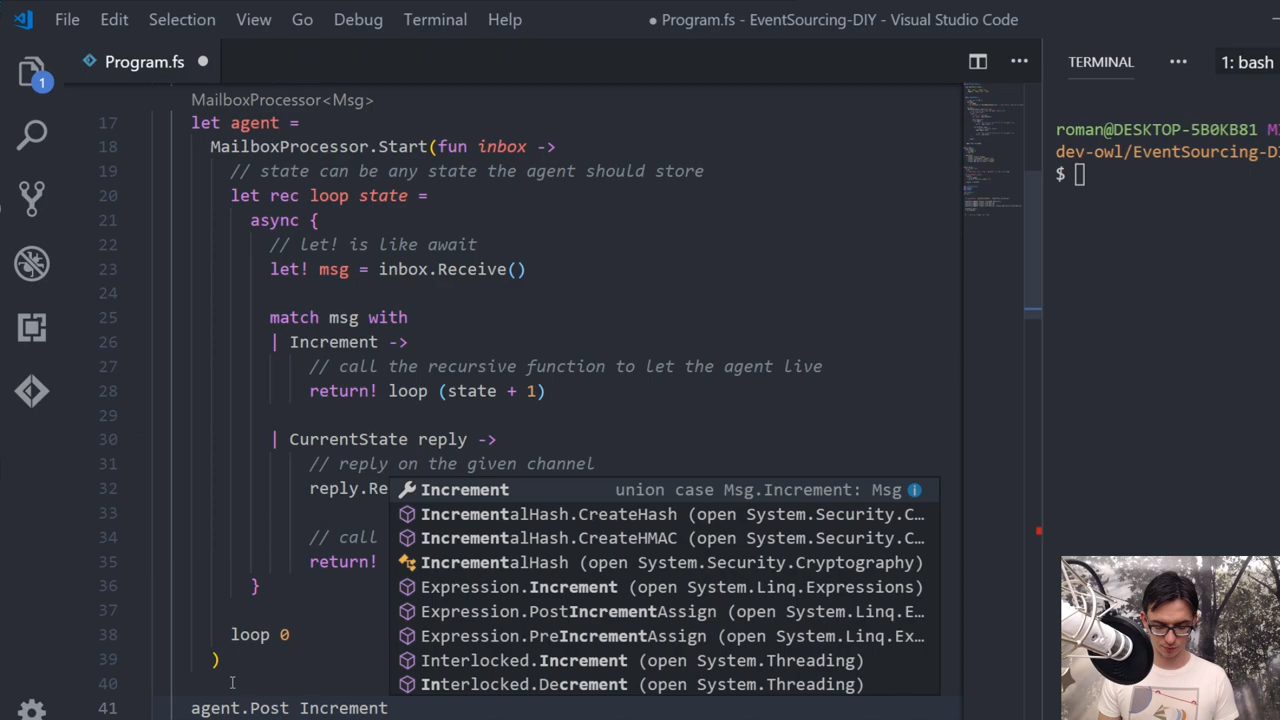 File Edit Selection View Go Debug Terminal Help ● Program.fs - EventSourcing-DIY - Visual Studio Code
Program.fs ●
TERMINAL ... 1: bash
1
MailboxProcessor<Msg>
17 let agent =
18 MailboxProcessor.Start(fun inbox ->
19 // state can be any state the agent should store
20 let rec loop state =
21 async {
22 // let! is like await
23 let! msg = inbox.Receive()
24
25 match msg with
26 | Increment ->
27 // call the recursive function to let the agent live
28 return! loop (state + 1)
29
30 | CurrentState reply ->
31 // reply on the given channel
32 reply.Re
33
34 // call
35 return!
36 }
37
38 loop 0
39 )
40
41 agent.Post Increment
Increment union case Msg.Increment: Msg
IncrementalHash.CreateHash (open System.Security.C...
IncrementalHash.CreateHMAC (open System.Security.C...
IncrementalHash (open System.Security.Cryptography)
Expression.Increment (open System.Linq.Expressions)
Expression.PostIncrementAssign (open System.Linq.E...
Expression.PreIncrementAssign (open System.Linq.Ex...
Interlocked.Increment (open System.Threading)
Interlocked.Decrement (open System.Threading)
roman@DESKTOP-5B0KB81 M
dev-owl/EventSourcing-D
$